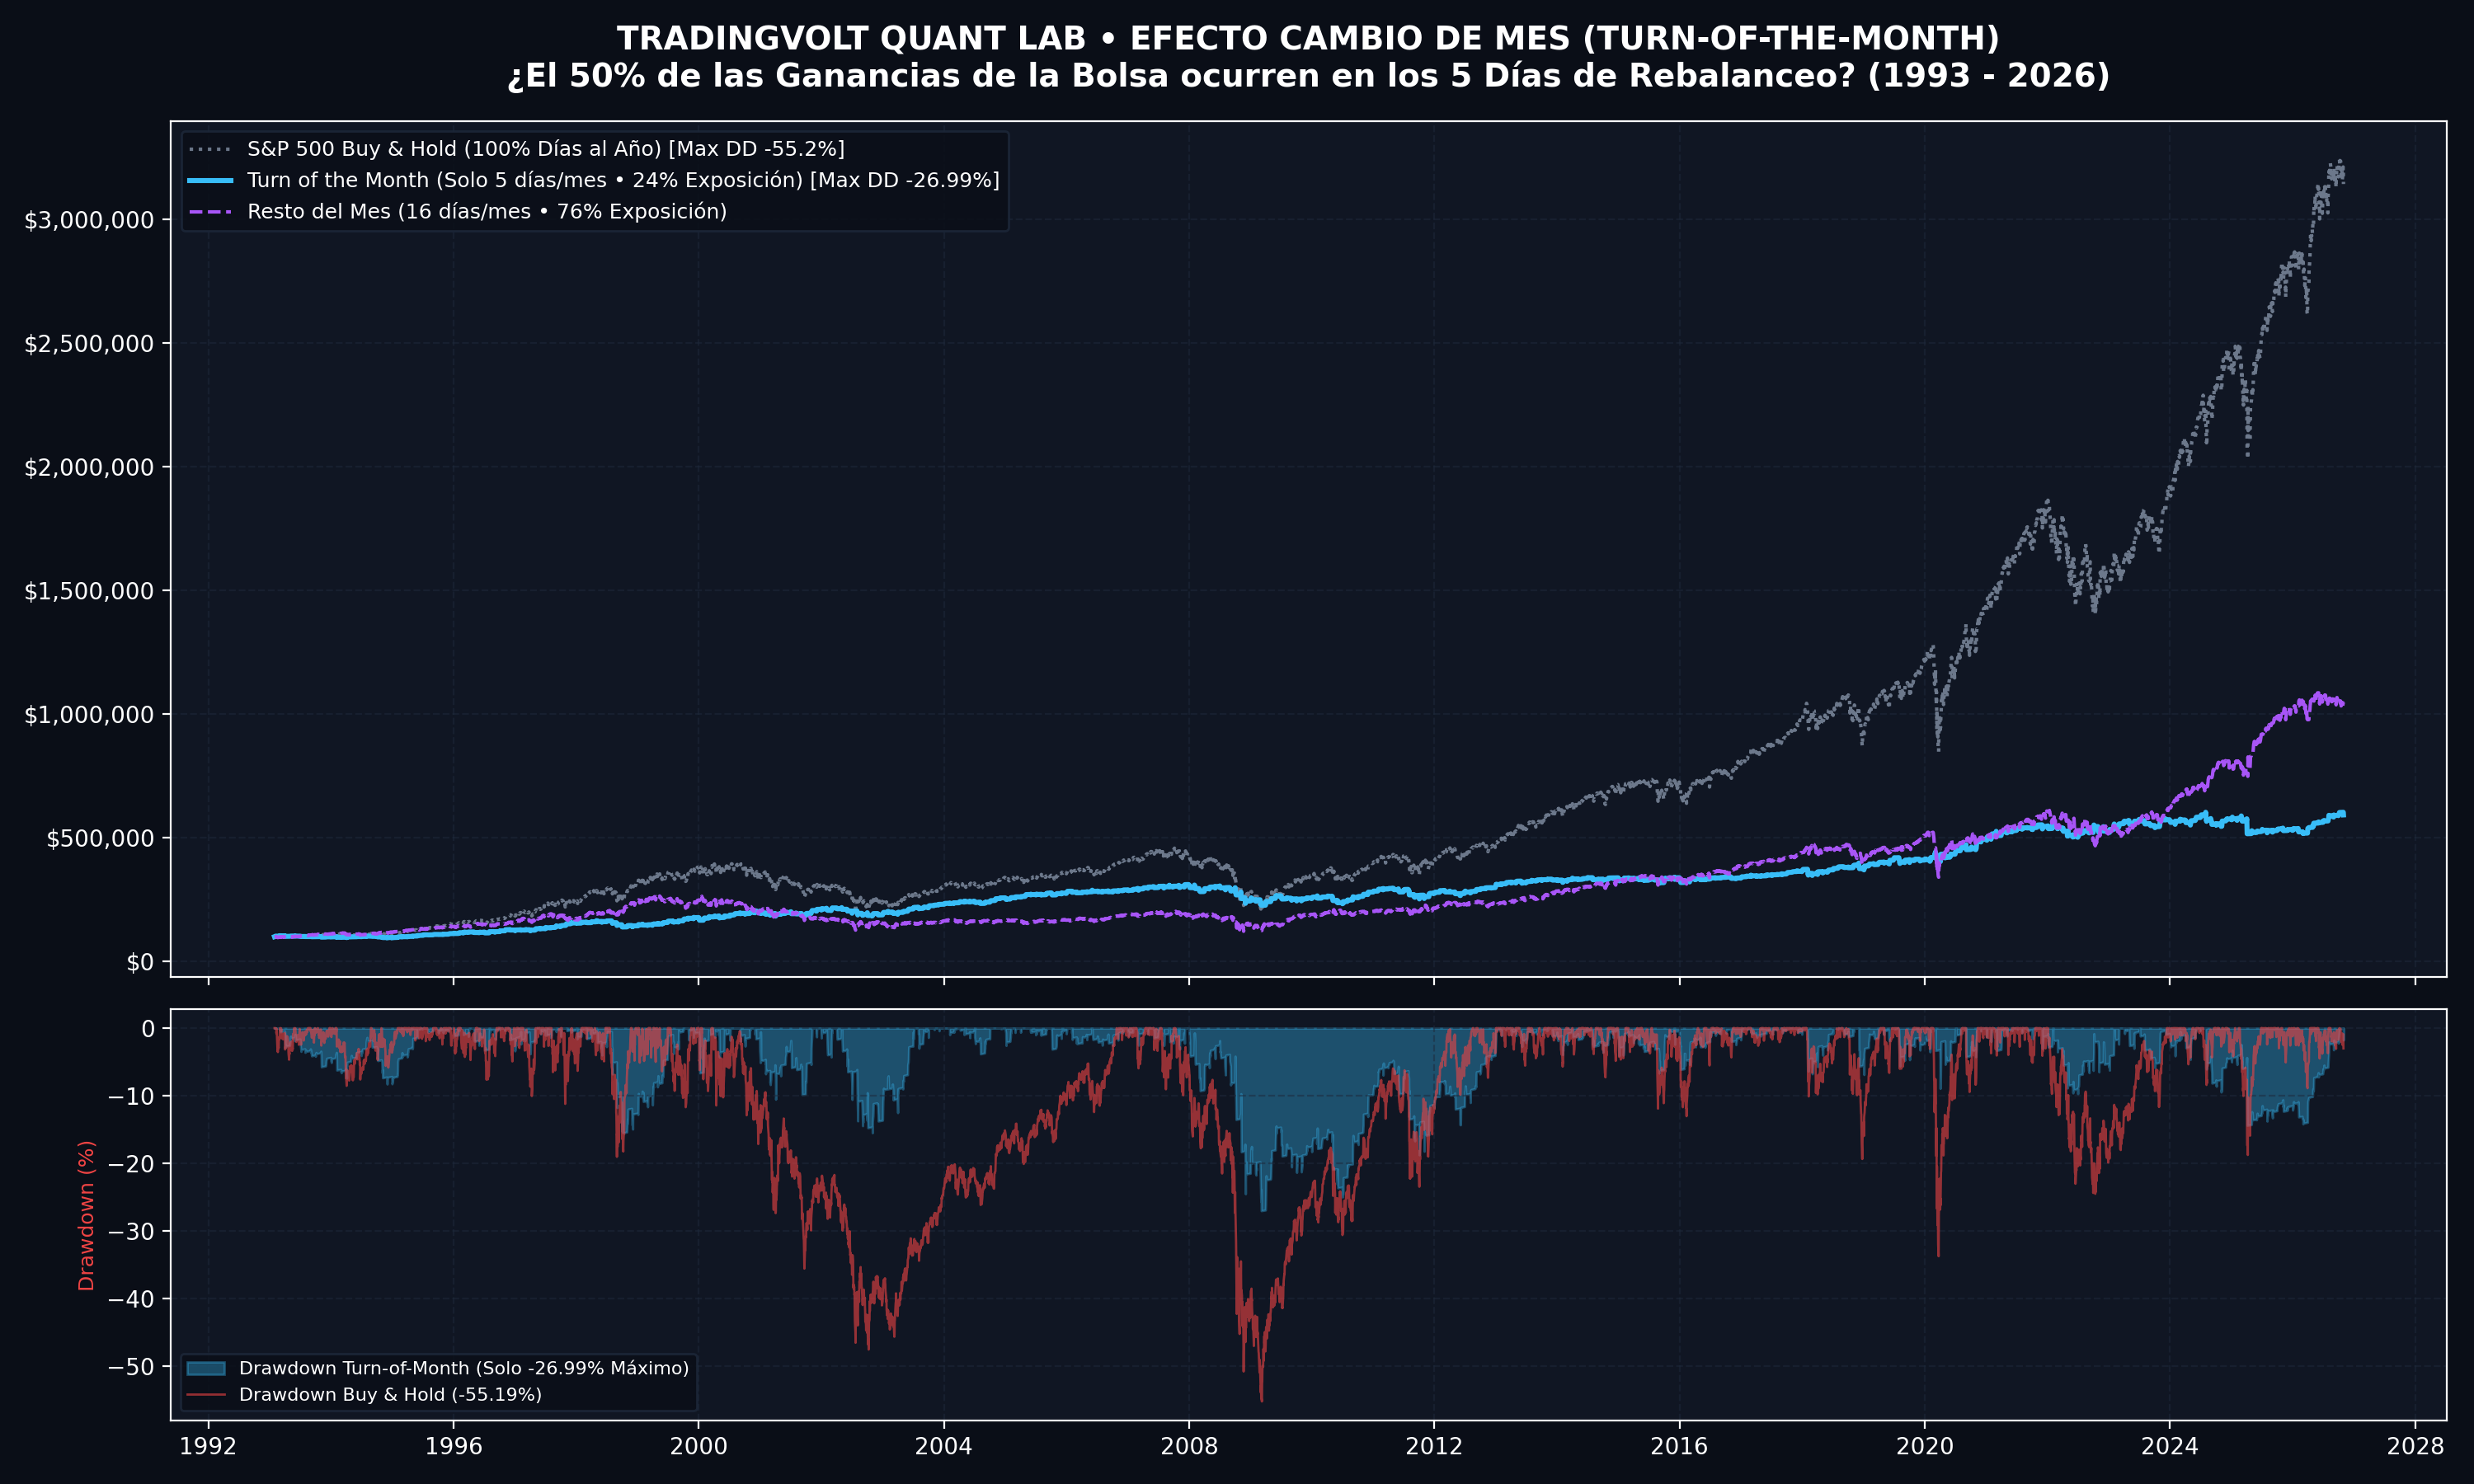 TRADINGVOLT QUANT LAB • EFECTO CAMBIO DE MES (TURN-OF-THE-MONTH)
¿El 50% de las Ganancias de la Bolsa ocurren en los 5 Días de Rebalanceo? (1993 - 2026)
S&P 500 Buy & Hold (100% Días al Año) [Max DD -55.2%]
Turn of the Month (Solo 5 días/mes • 24% Exposición) [Max DD -26.99%]
Resto del Mes (16 días/mes • 76% Exposición)
$3,000,000
$2,500,000
$2,000,000
$1,500,000
$1,000,000
$500,000
$0
0
−10
−20
−30
−40
−50
Drawdown (%)
Drawdown Turn-of-Month (Solo -26.99% Máximo)
Drawdown Buy & Hold (-55.19%)
1992 1996 2000 2004 2008 2012 2016 2020 2024 2028